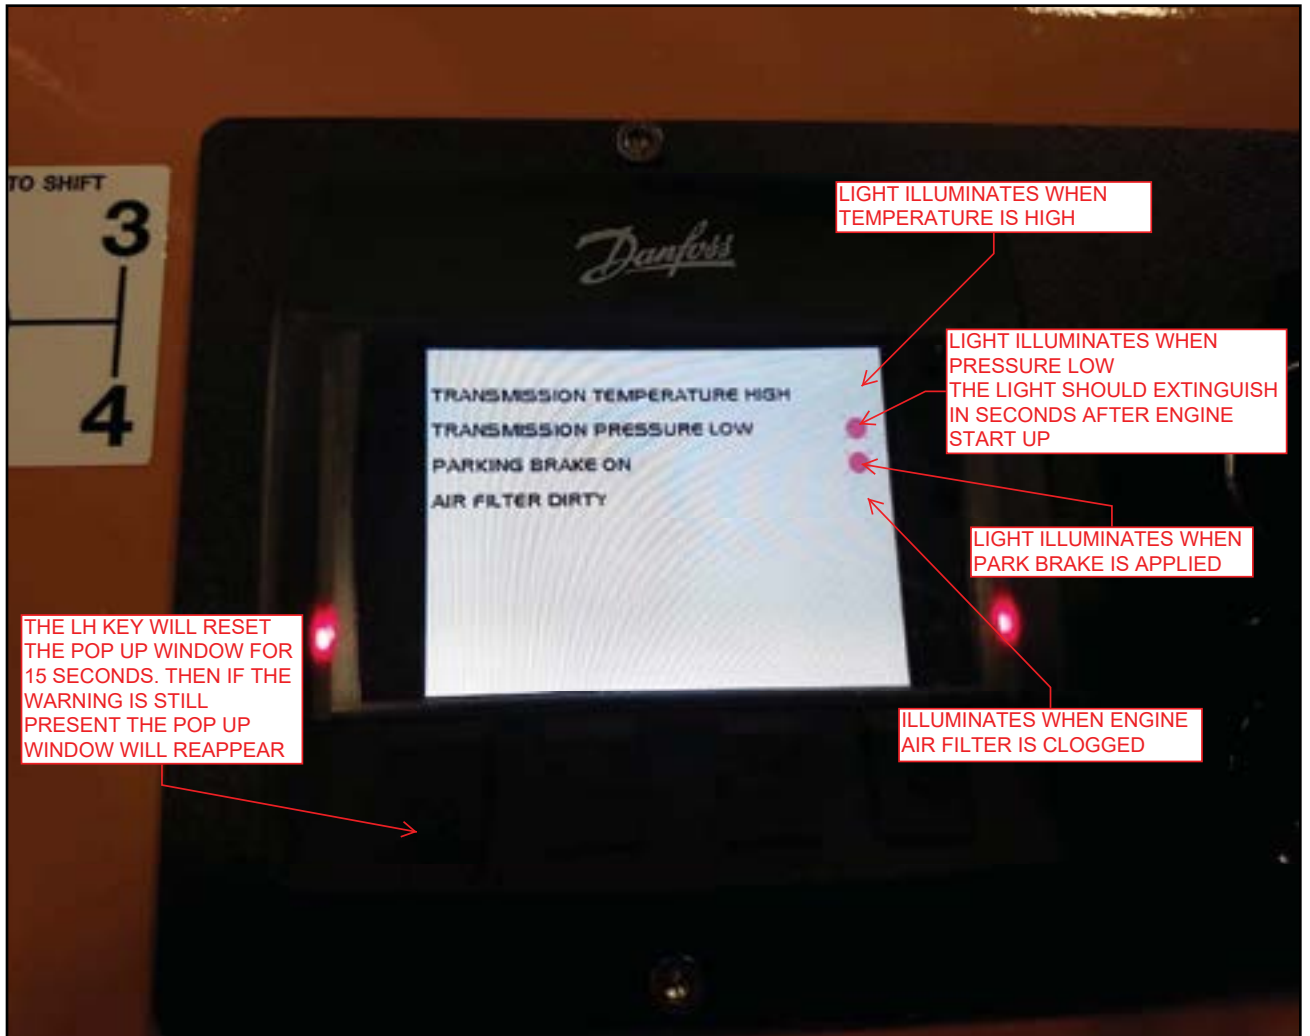 TO SHIFT
3
4
Danfoss
LIGHT ILLUMINATES WHEN
TEMPERATURE IS HIGH
LIGHT ILLUMINATES WHEN
PRESSURE LOW
THE LIGHT SHOULD EXTINGUISH
IN SECONDS AFTER ENGINE
START UP
TRANSMISSION TEMPERATURE HIGH
TRANSMISSION PRESSURE LOW
PARKING BRAKE ON
AIR FILTER DIRTY
LIGHT ILLUMINATES WHEN
PARK BRAKE IS APPLIED
THE LH KEY WILL RESET
THE POP UP WINDOW FOR
15 SECONDS. THEN IF THE
WARNING IS STILL
PRESENT THE POP UP
WINDOW WILL REAPPEAR
ILLUMINATES WHEN ENGINE
AIR FILTER IS CLOGGED